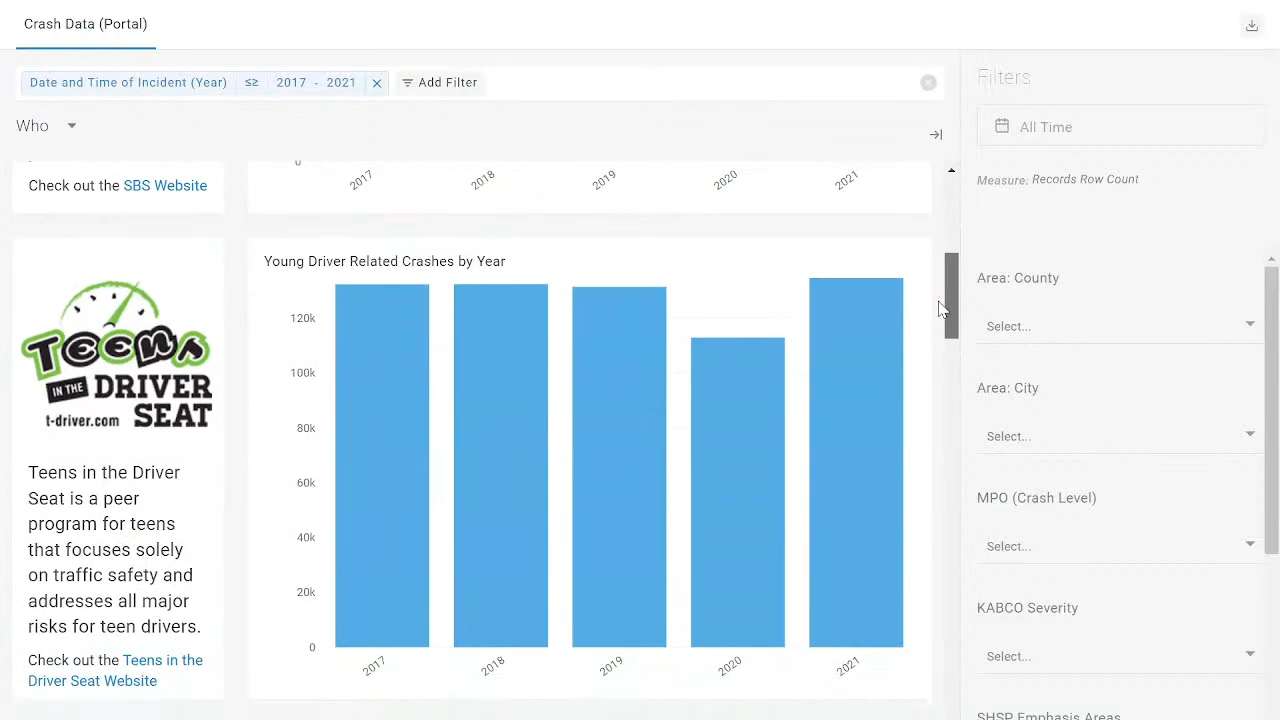 Crash Data (Portal)
Date and Time of Incident (Year) ≤≥ 2017 - 2021 Add Filter
Who
Check out the SBS Website
0
2017 2018 2019 2020 2021
TEENS
IN THE DRIVER
t-driver.com SEAT
Teens in the Driver
Seat is a peer
program for teens
that focuses solely
on traffic safety and
addresses all major
risks for teen drivers.
Check out the Teens in the
Driver Seat Website
Young Driver Related Crashes by Year
120k
100k
80k
60k
40k
20k
0
2017 2018 2019 2020 2021
Filters
All Time
Measure: Records Row Count
Area: County
Select...
Area: City
Select...
MPO (Crash Level)
Select...
KABCO Severity
Select...
SHSP Emphasis Areas